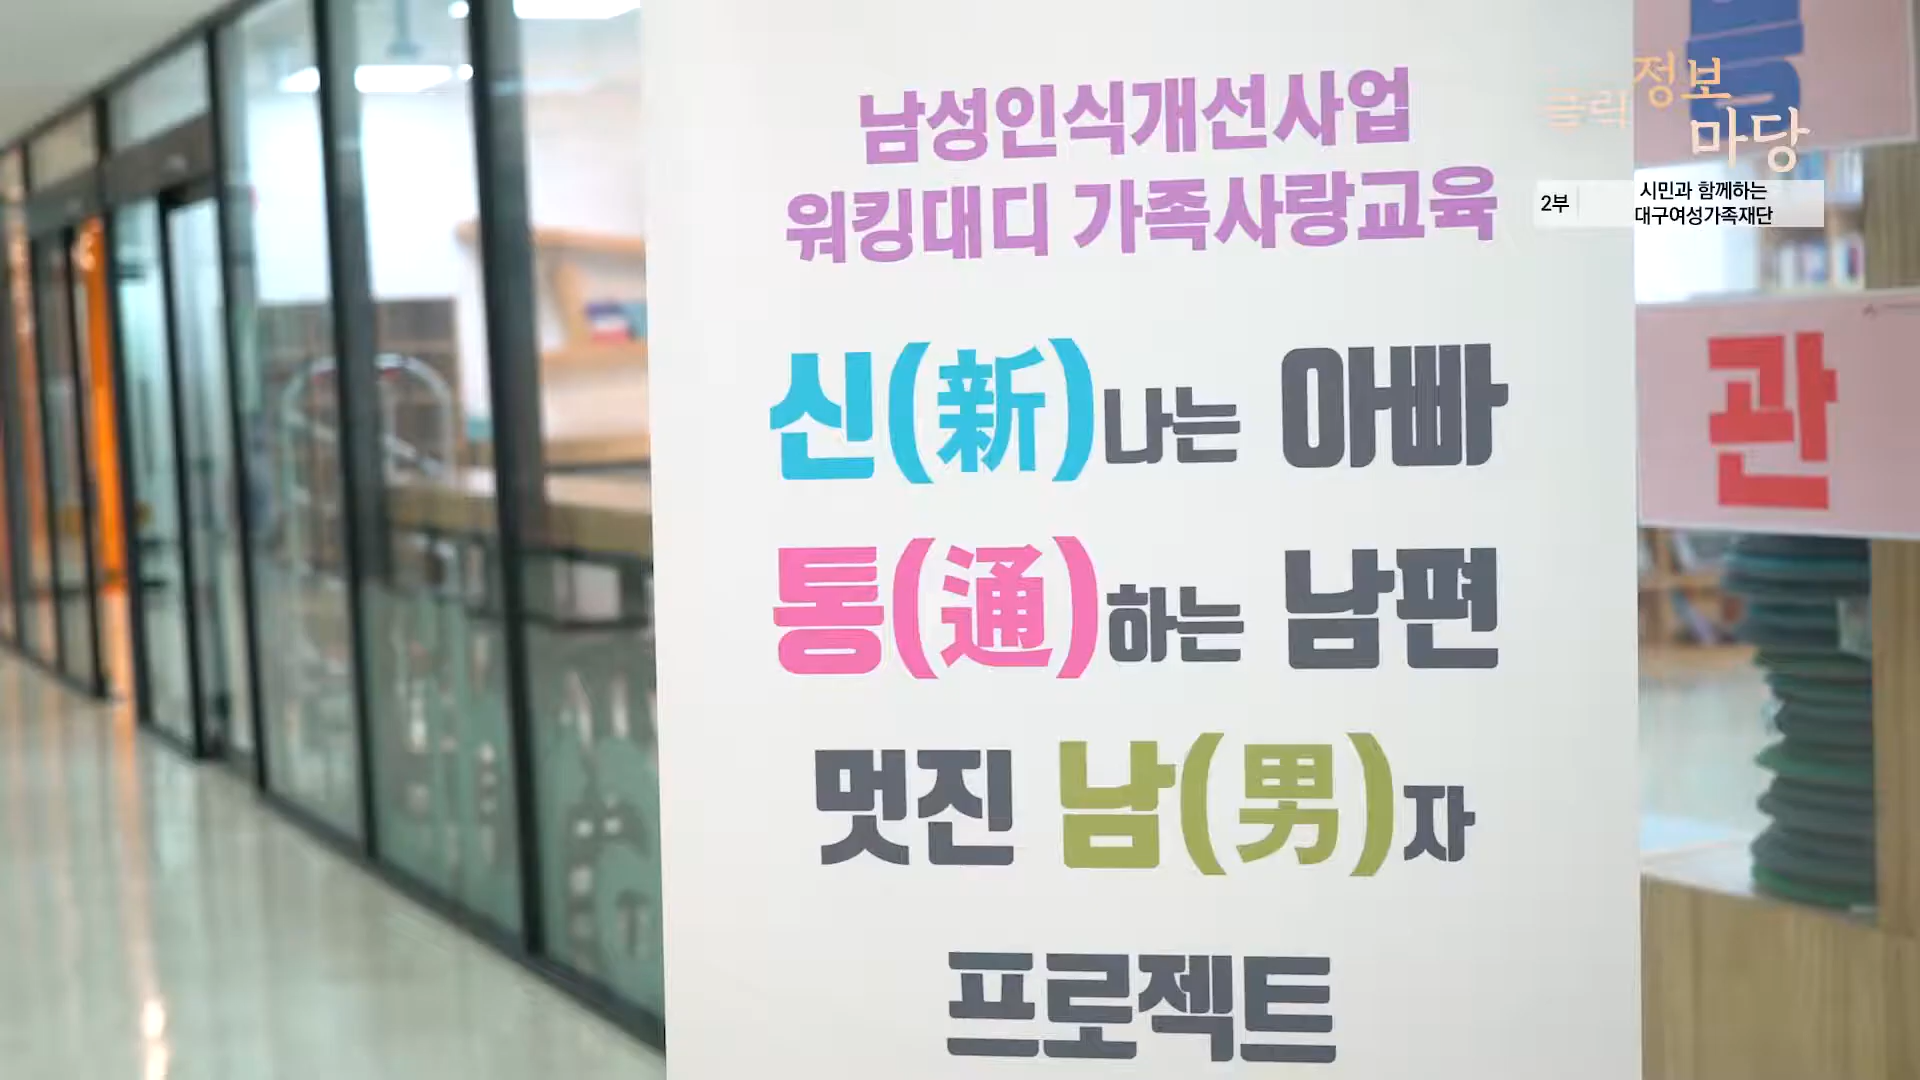 남성인식개선사업
워킹대디 가족사랑교육
신(新)나는 아빠
통(通)하는 남편
멋진 남(男)자
프로젝트
클릭 정보
마당
2부
시민과 함께하는
대구여성가족재단
관